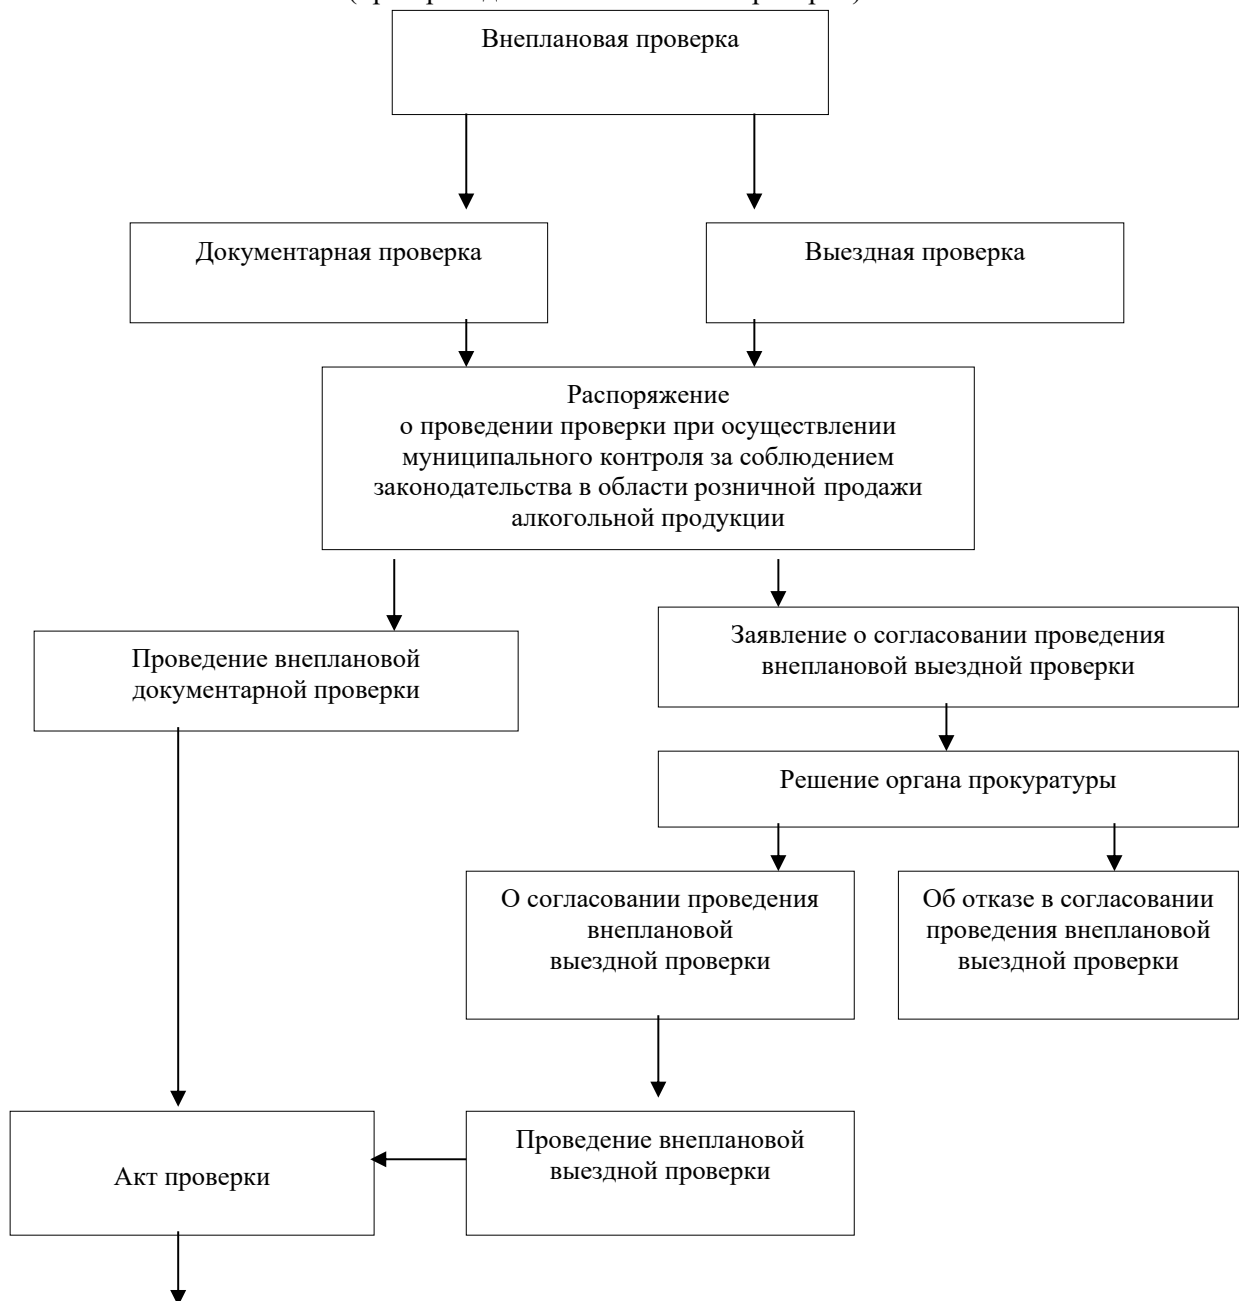 Внеплановая проверка
Документарная проверка
Выездная проверка
Распоряжение
о проведении проверки при осуществлении
муниципального контроля за соблюдением
законодательства в области розничной продажи
алкогольной продукции
Проведение внеплановой
документарной проверки
Заявление о согласовании проведения
внеплановой выездной проверки
Решение органа прокуратуры
О согласовании проведения
внеплановой
выездной проверки
Об отказе в согласовании
проведения внеплановой
выездной проверки
Проведение внеплановой
выездной проверки
Акт проверки